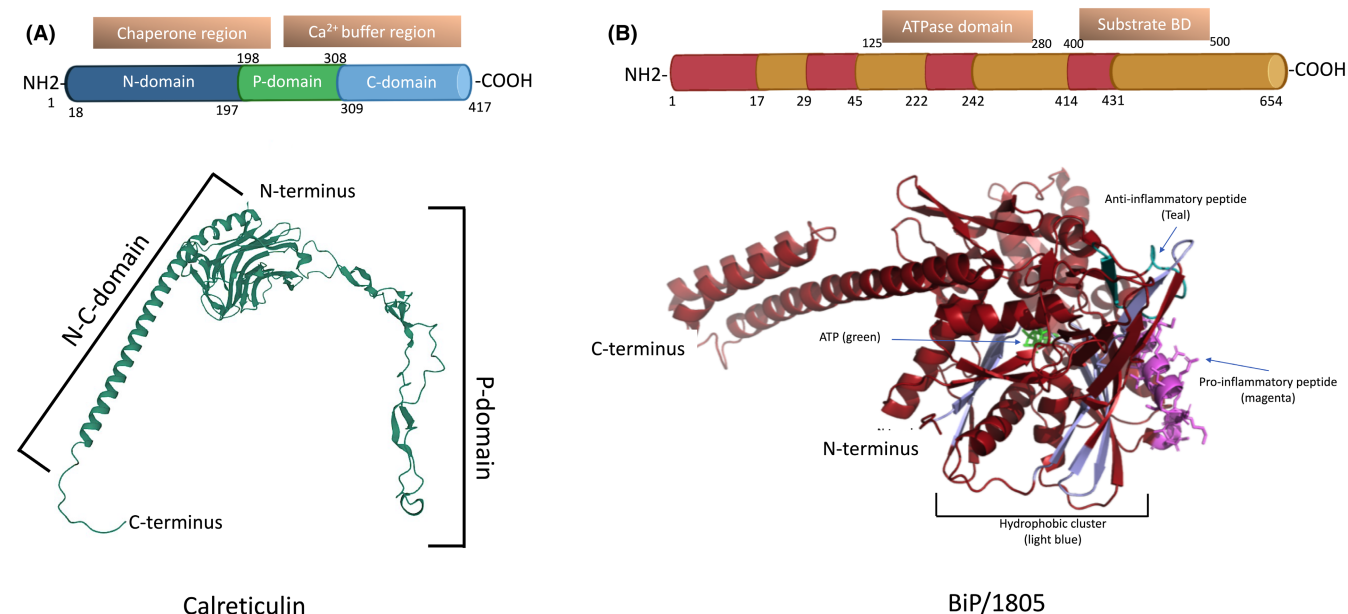 (A)
Chaperone region
Ca2+ buffer region
198
308
NH2-
N-domain
P-domain
C-domain
-COOH
1
18
197
309
417
N-terminus
N-C-domain
P-domain
C-terminus
Calreticulin
(B)
ATPase domain
Substrate BD
125
280
400
500
NH2-
-COOH
1
17
29
45
222
242
414
431
654
Anti-inflammatory peptide
(Teal)
C-terminus
ATP (green)
Pro-inflammatory peptide
(magenta)
N-terminus
Hydrophobic cluster
(light blue)
BiP/1805